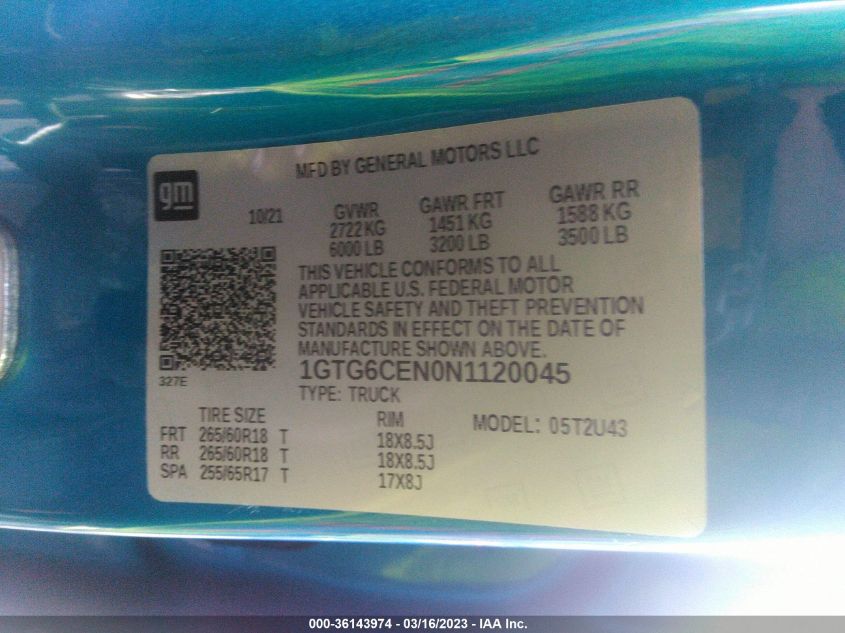 MFD BY GENERAL MOTORS LLC
gm
10/21 GVWR GAWR FRT GAWR RR
2722 KG 1451 KG 1588 KG
6000 LB 3200 LB 3500 LB
THIS VEHICLE CONFORMS TO ALL
APPLICABLE U.S. FEDERAL MOTOR
VEHICLE SAFETY AND THEFT PREVENTION
STANDARDS IN EFFECT ON THE DATE OF
MANUFACTURE SHOWN ABOVE.
1GTG6CEN0N1120045
327E
TYPE: TRUCK
TIRE SIZE RIM MODEL: 05T2U43
FRT 265/60R18 T 18X8.5J
RR 265/60R18 T 18X8.5J
SPA 255/65R17 T 17X8J
000-36143974 - 03/16/2023 - IAA Inc.